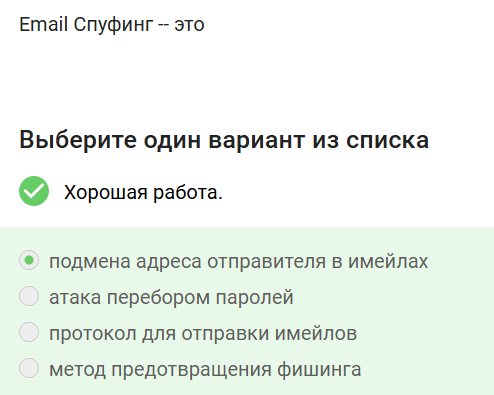 Email Спуфинг -- это
Выберите один вариант из списка
Хорошая работа.
подмена адреса отправителя в имейлах
атака перебором паролей
протокол для отправки имейлов
метод предотвращения фишинга